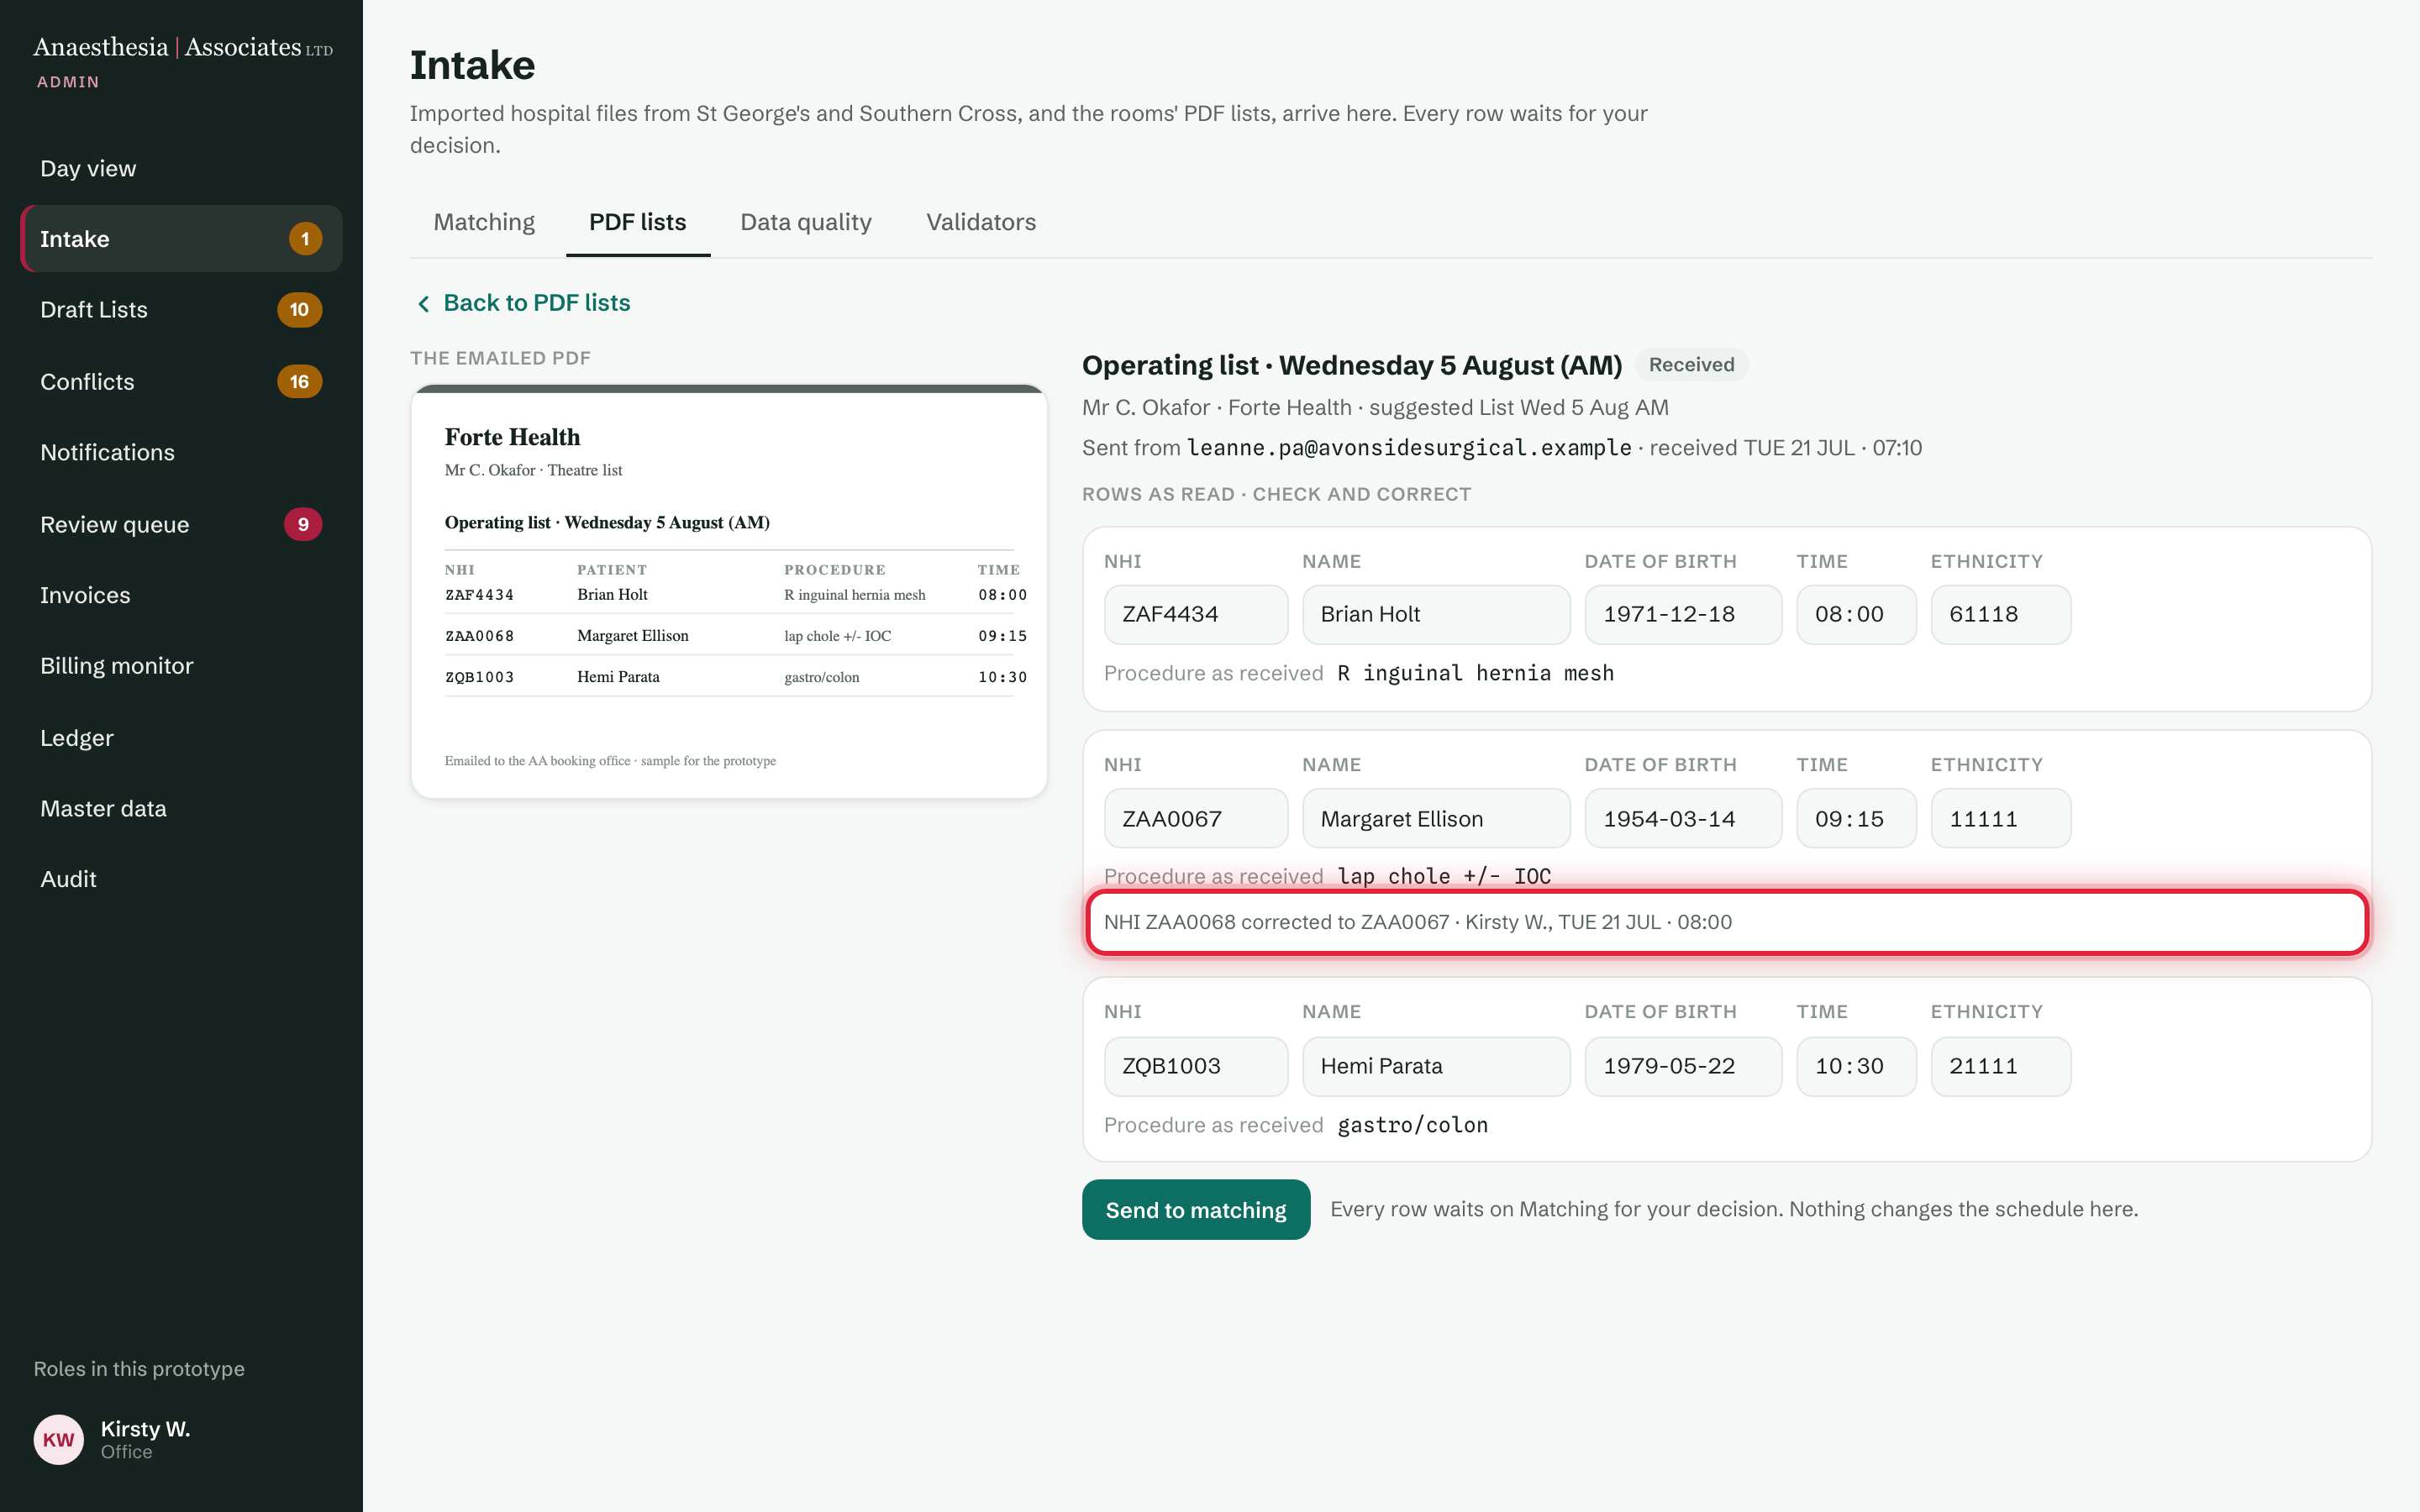 Anaesthesia | Associates LTD
ADMIN
Day view
Intake 1
Draft Lists 10
Conflicts 16
Notifications
Review queue 9
Invoices
Billing monitor
Ledger
Master data
Audit
Roles in this prototype
KW
Kirsty W.
Office
Intake
Imported hospital files from St George's and Southern Cross, and the rooms' PDF lists, arrive here. Every row waits for your
decision.
Matching PDF lists Data quality Validators
Back to PDF lists
THE EMAILED PDF
Forte Health
Mr C. Okafor · Theatre list
Operating list · Wednesday 5 August (AM)
NHI PATIENT PROCEDURE TIME
ZAF4434 Brian Holt R inguinal hernia mesh 08:00
ZAA0068 Margaret Ellison lap chole +/- IOC 09:15
ZQB1003 Hemi Parata gastro/colon 10:30
Emailed to the AA booking office · sample for the prototype
Operating list · Wednesday 5 August (AM) Received
Mr C. Okafor · Forte Health · suggested List Wed 5 Aug AM
Sent from leanne.pa@avonsidesurgical.example · received TUE 21 JUL · 07:10
ROWS AS READ · CHECK AND CORRECT
NHI NAME DATE OF BIRTH TIME ETHNICITY
ZAF4434 Brian Holt 1971-12-18 08:00 61118
Procedure as received R inguinal hernia mesh
NHI NAME DATE OF BIRTH TIME ETHNICITY
ZAA0067 Margaret Ellison 1954-03-14 09:15 11111
Procedure as received lap chole +/- IOC
NHI ZAA0068 corrected to ZAA0067 · Kirsty W., TUE 21 JUL · 08:00
NHI NAME DATE OF BIRTH TIME ETHNICITY
ZQB1003 Hemi Parata 1979-05-22 10:30 21111
Procedure as received gastro/colon
Send to matching Every row waits on Matching for your decision. Nothing changes the schedule here.